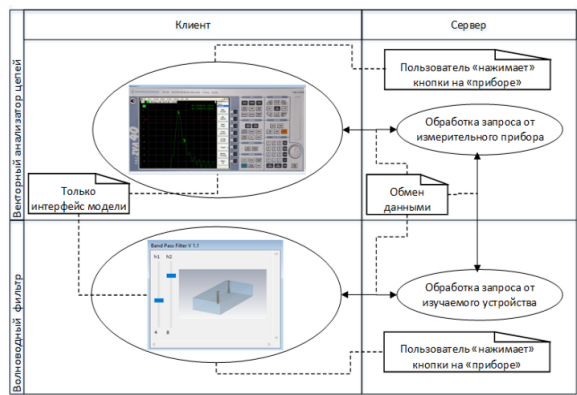 Клиент
Сервер
Векторный анализатор цепей
Пользователь «нажимает»
кнопки на «приборе»
Обработка запроса от
измерительного прибора
Только
интерфейс модели
Обмен
данными
Волноводный фильтр
Band Pass Filter V 1.1
h1 h2
4 8
Обработка запроса от
изучаемого устройства
Пользователь «нажимает»
кнопки на «приборе»